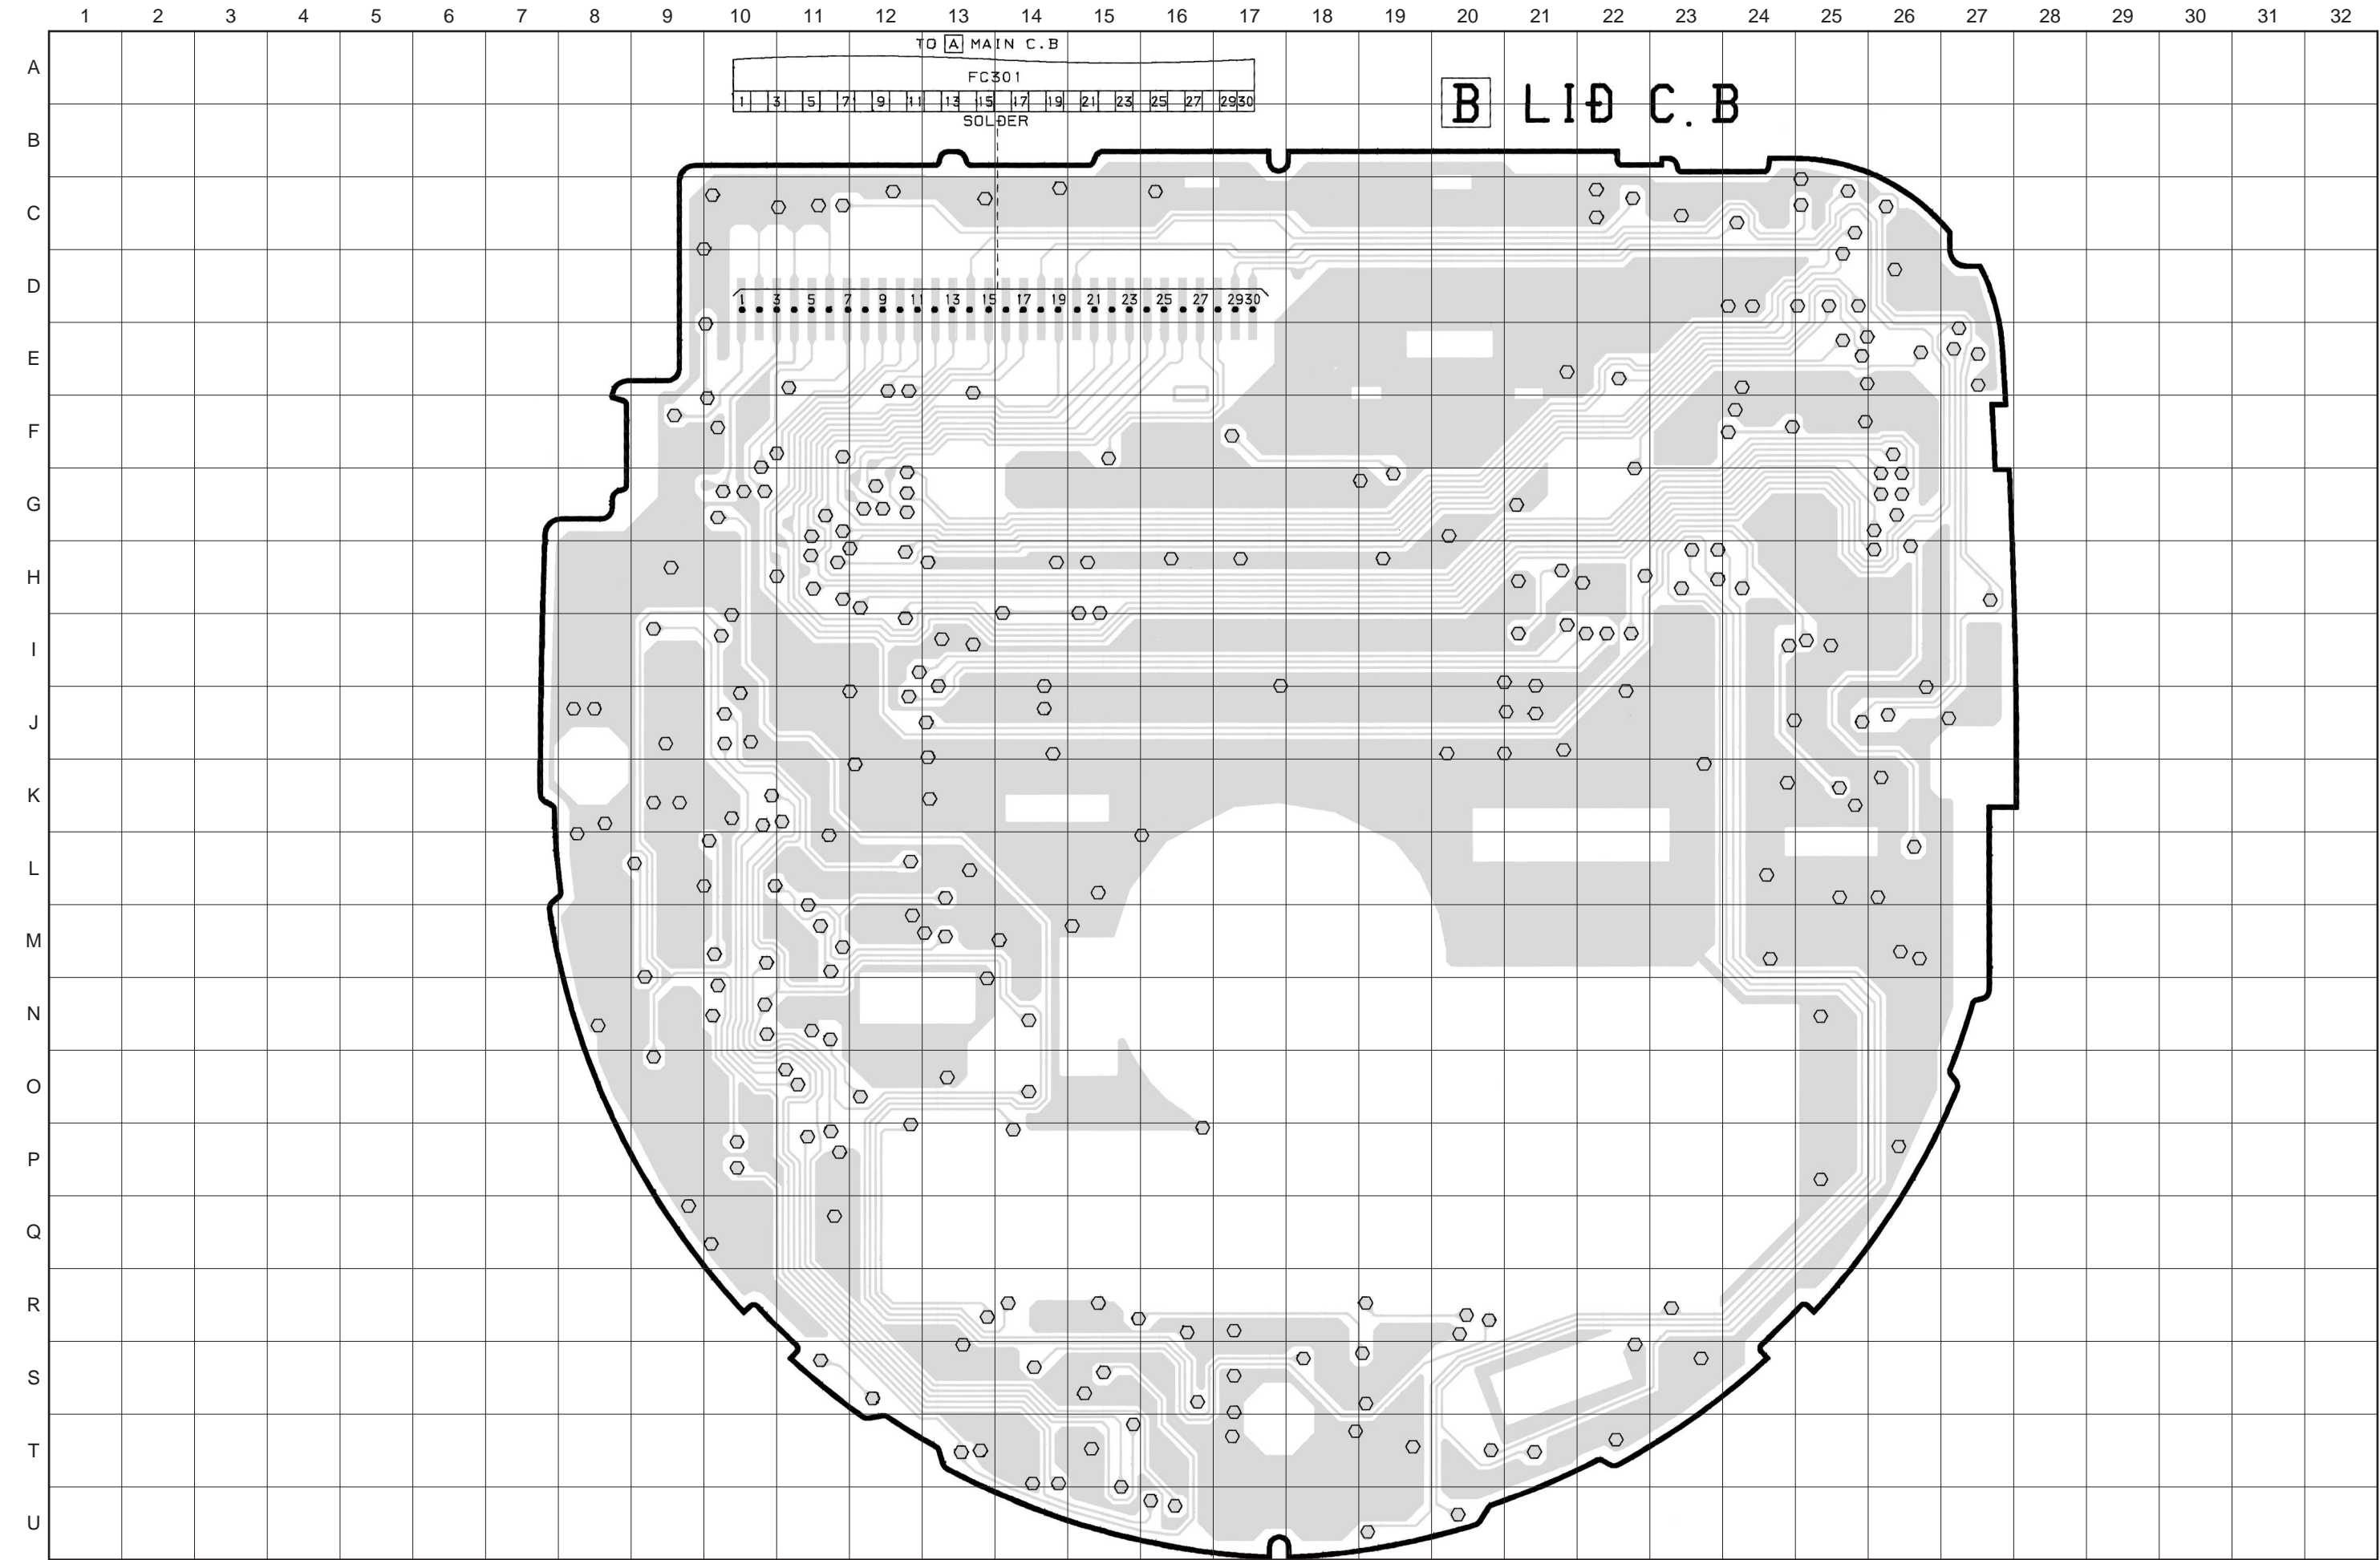 1 2 3 4 5 6 7 8 9 10 11 12 13 14 15 16 17 18 19 20 21 22 23 24 25 26 27 28 29 30 31 32
TO A MAIN C.B
A
FC301
1 3 5 7 9 11 13 15 17 19 21 23 25 27 29 30
B LID C.B
SOLDER
B
C
D
1 3 5 7 9 11 13 15 17 19 21 23 25 27 29 30
E
F
G
H
I
J
K
L
M
N
O
P
Q
R
S
T
U